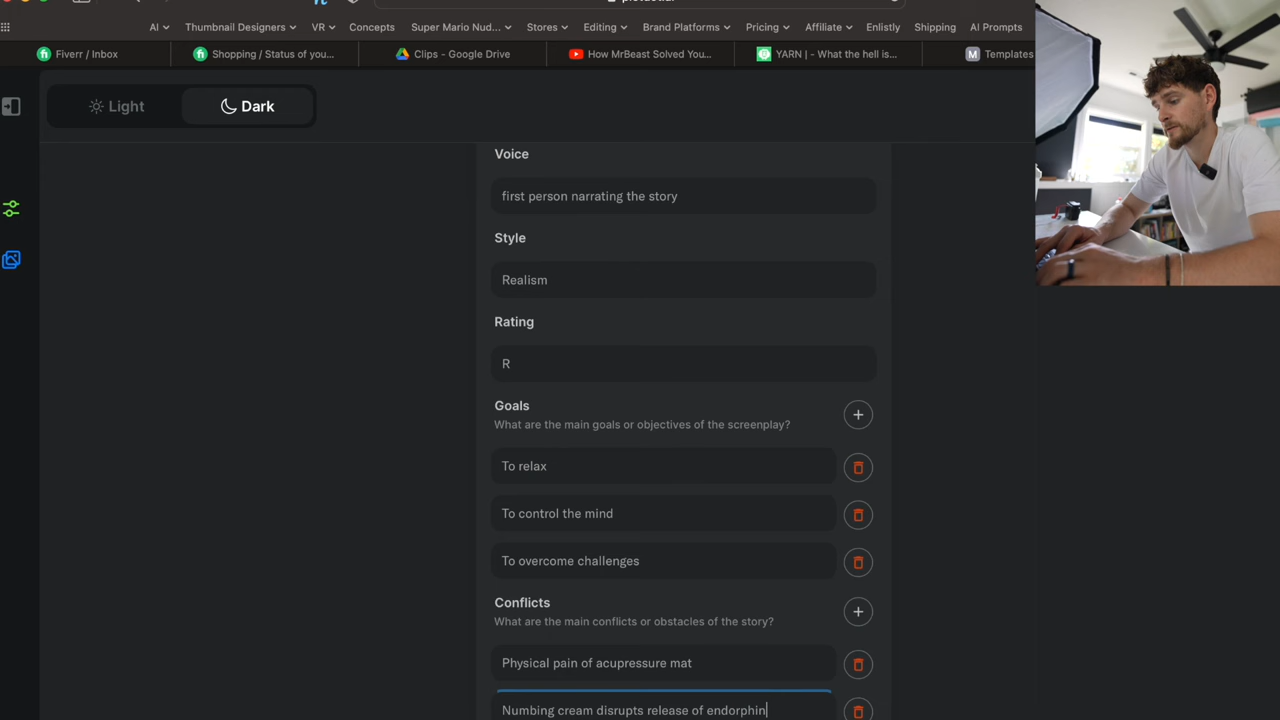 AI Thumbnail Designers VR Concepts Super Mario Nud... Stores Editing Brand Platforms Pricing Affiliate Enlistly Shipping AI Prompts
Fiverr / Inbox Shopping / Status of you... Clips - Google Drive How MrBeast Solved You... YARN | - What the hell is... Templates
Light Dark
Voice
first person narrating the story
Style
Realism
Rating
R
Goals
What are the main goals or objectives of the screenplay?
To relax
To control the mind
To overcome challenges
Conflicts
What are the main conflicts or obstacles of the story?
Physical pain of acupressure mat
Numbing cream disrupts release of endorphin